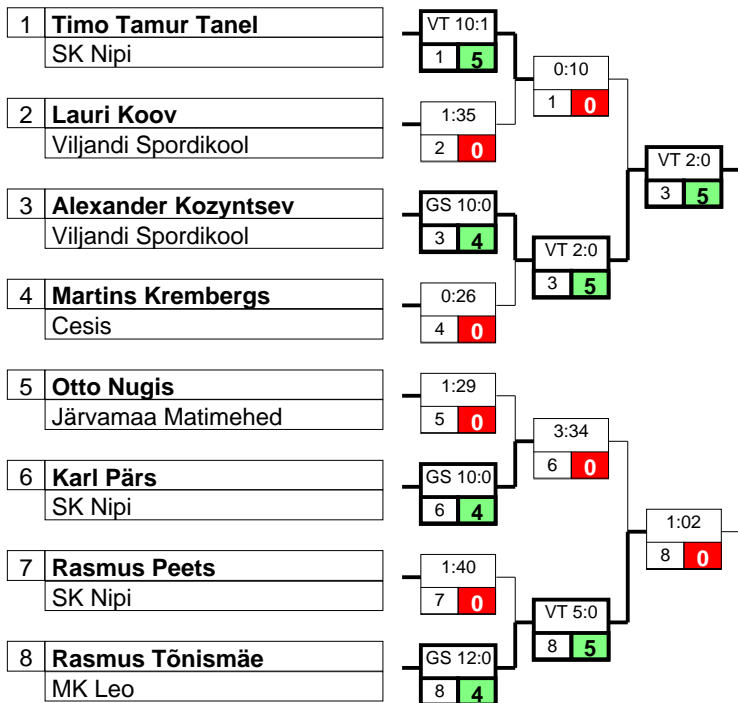 1 Timo Tamur Tanel
SK Nipi
2 Lauri Koov
Viljandi Spordikool
3 Alexander Kozyntsev
Viljandi Spordikool
4 Martins Krembergs
Cesis
5 Otto Nugis
Järvamaa Matimehed
6 Karl Pärs
SK Nipi
7 Rasmus Peets
SK Nipi
8 Rasmus Tõnismäe
MK Leo
VT 10:1
1 5
1:35
2 0
GS 10:0
3 4
0:26
4 0
1:29
5 0
GS 10:0
6 4
1:40
7 0
GS 12:0
8 4
0:10
1 0
VT 2:0
3 5
3:34
6 0
VT 5:0
8 5
VT 2:0
3 5
1:02
8 0